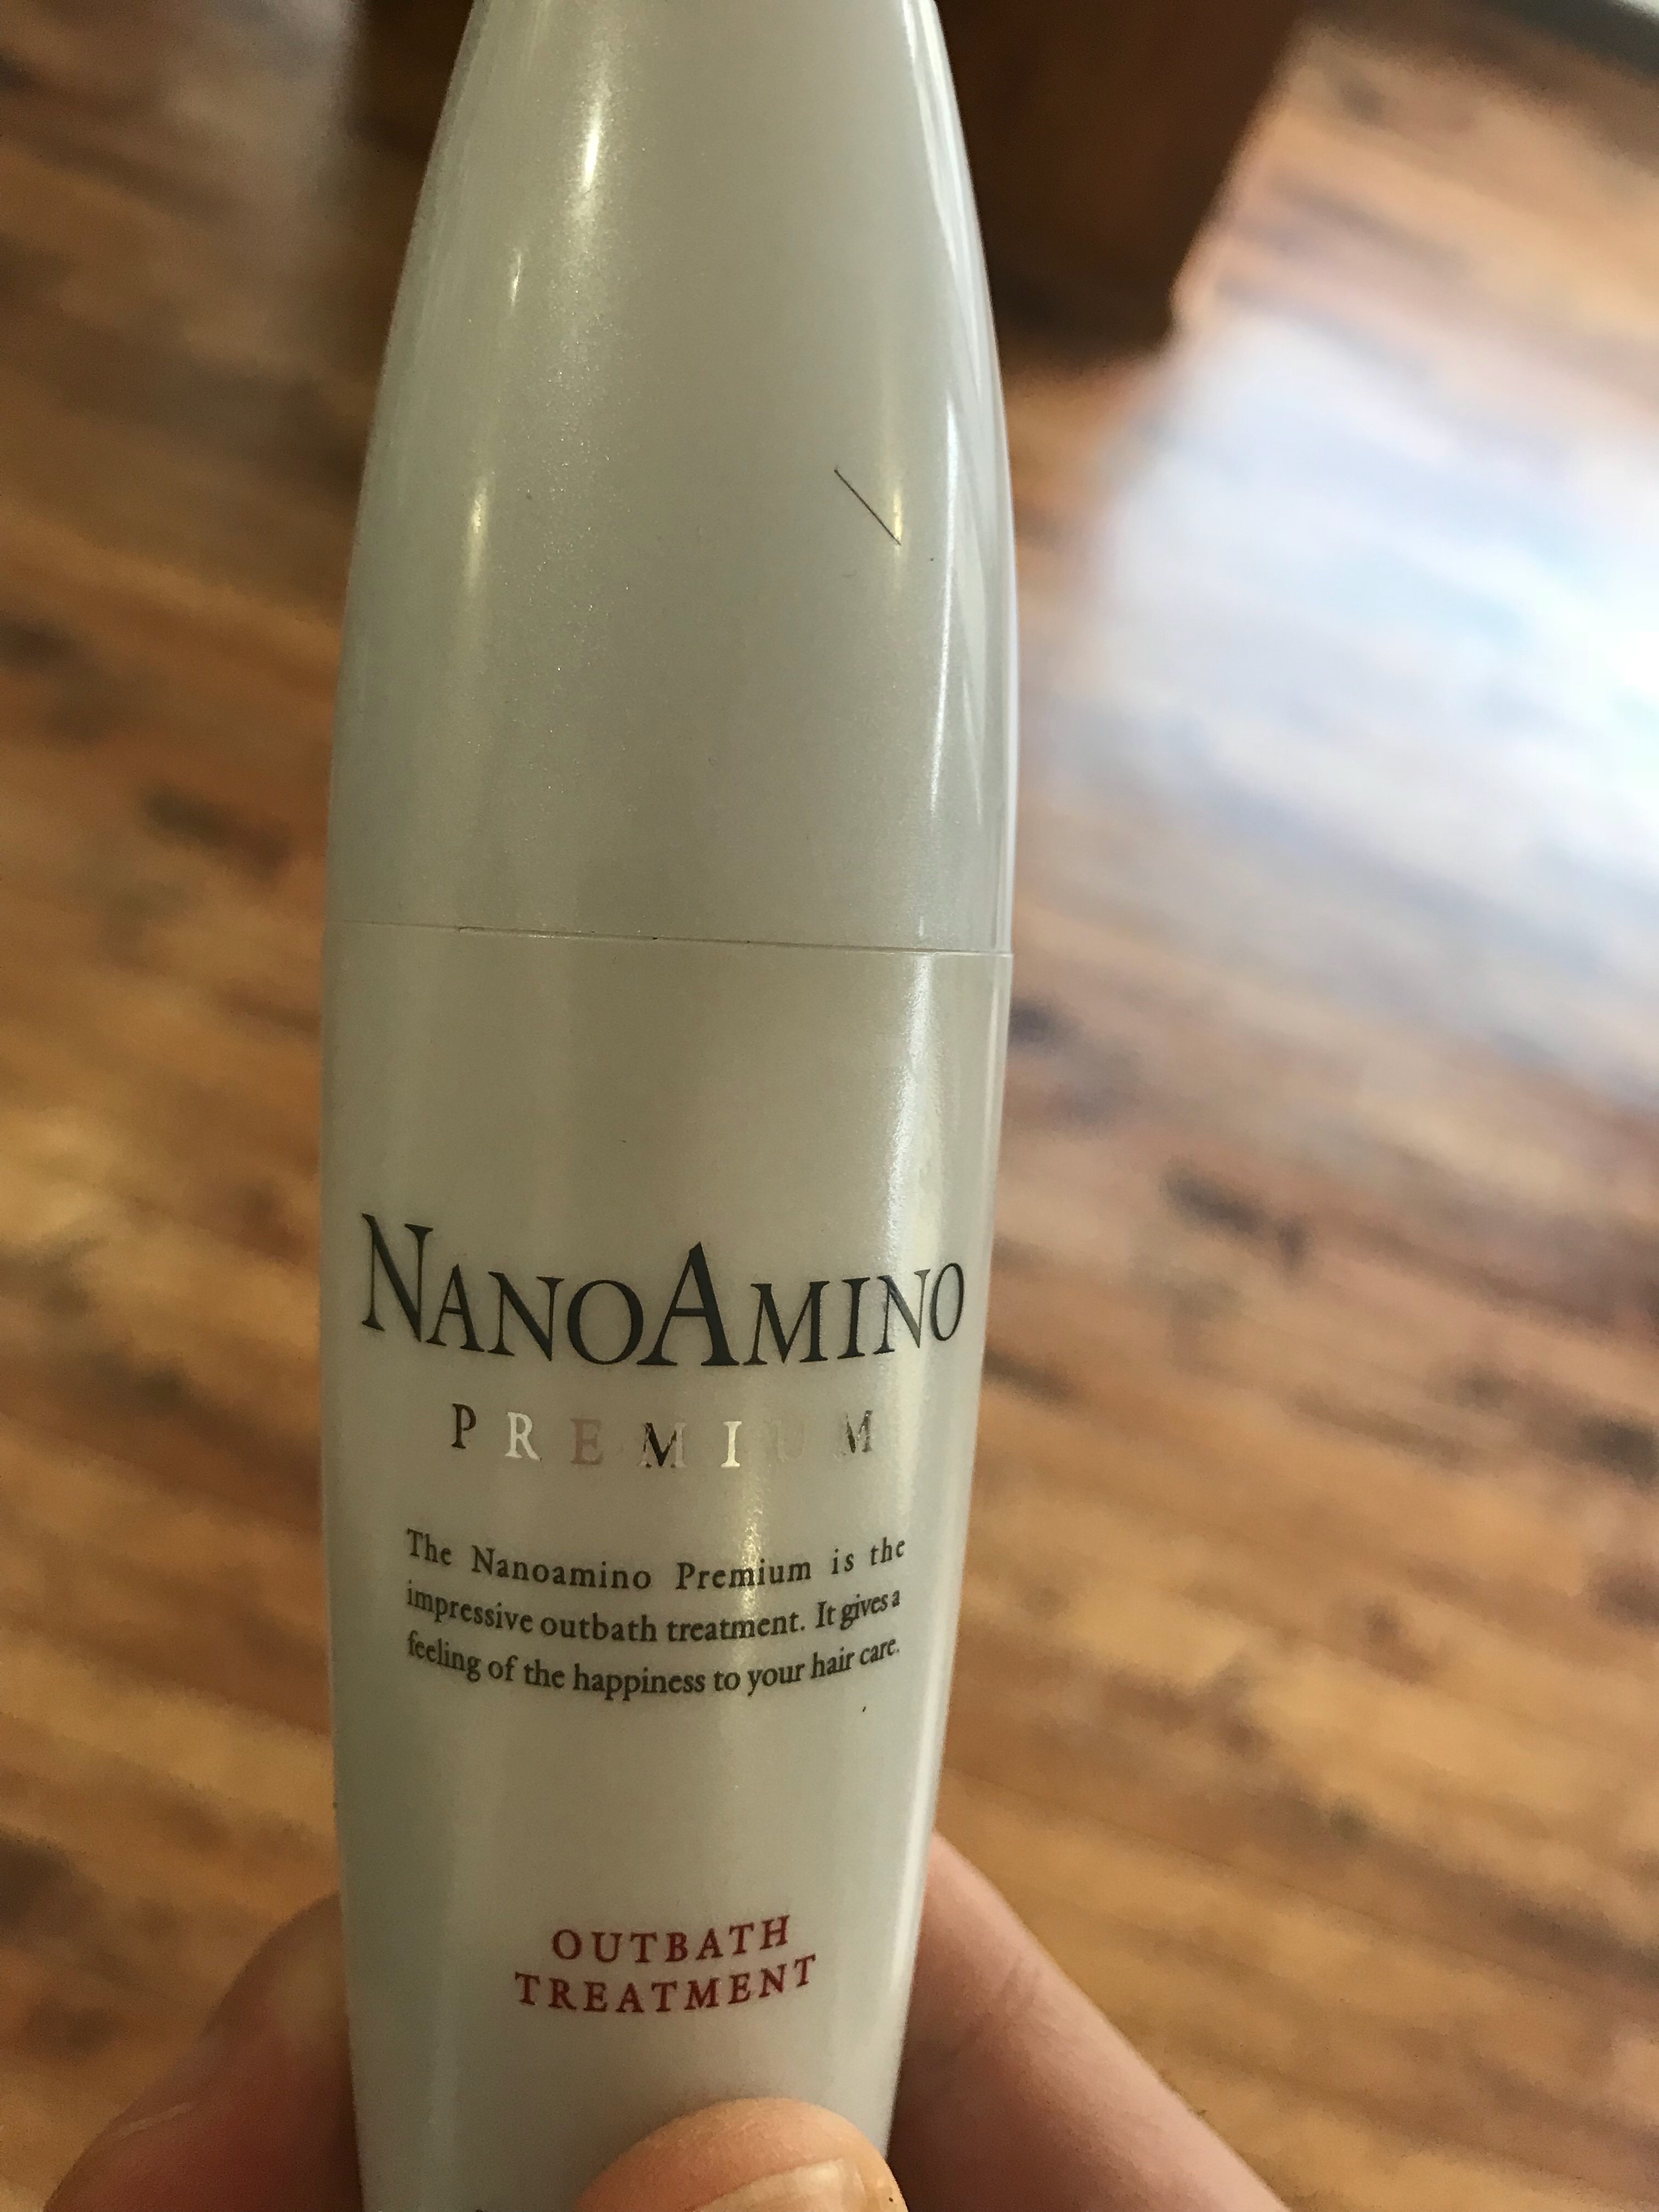 NANOAMINO
PREMIUM
The Nanoamino Premium is the
impressive outbath treatment. It gives a
feeling of the happiness to your hair care.
OUTBATH
TREATMENT